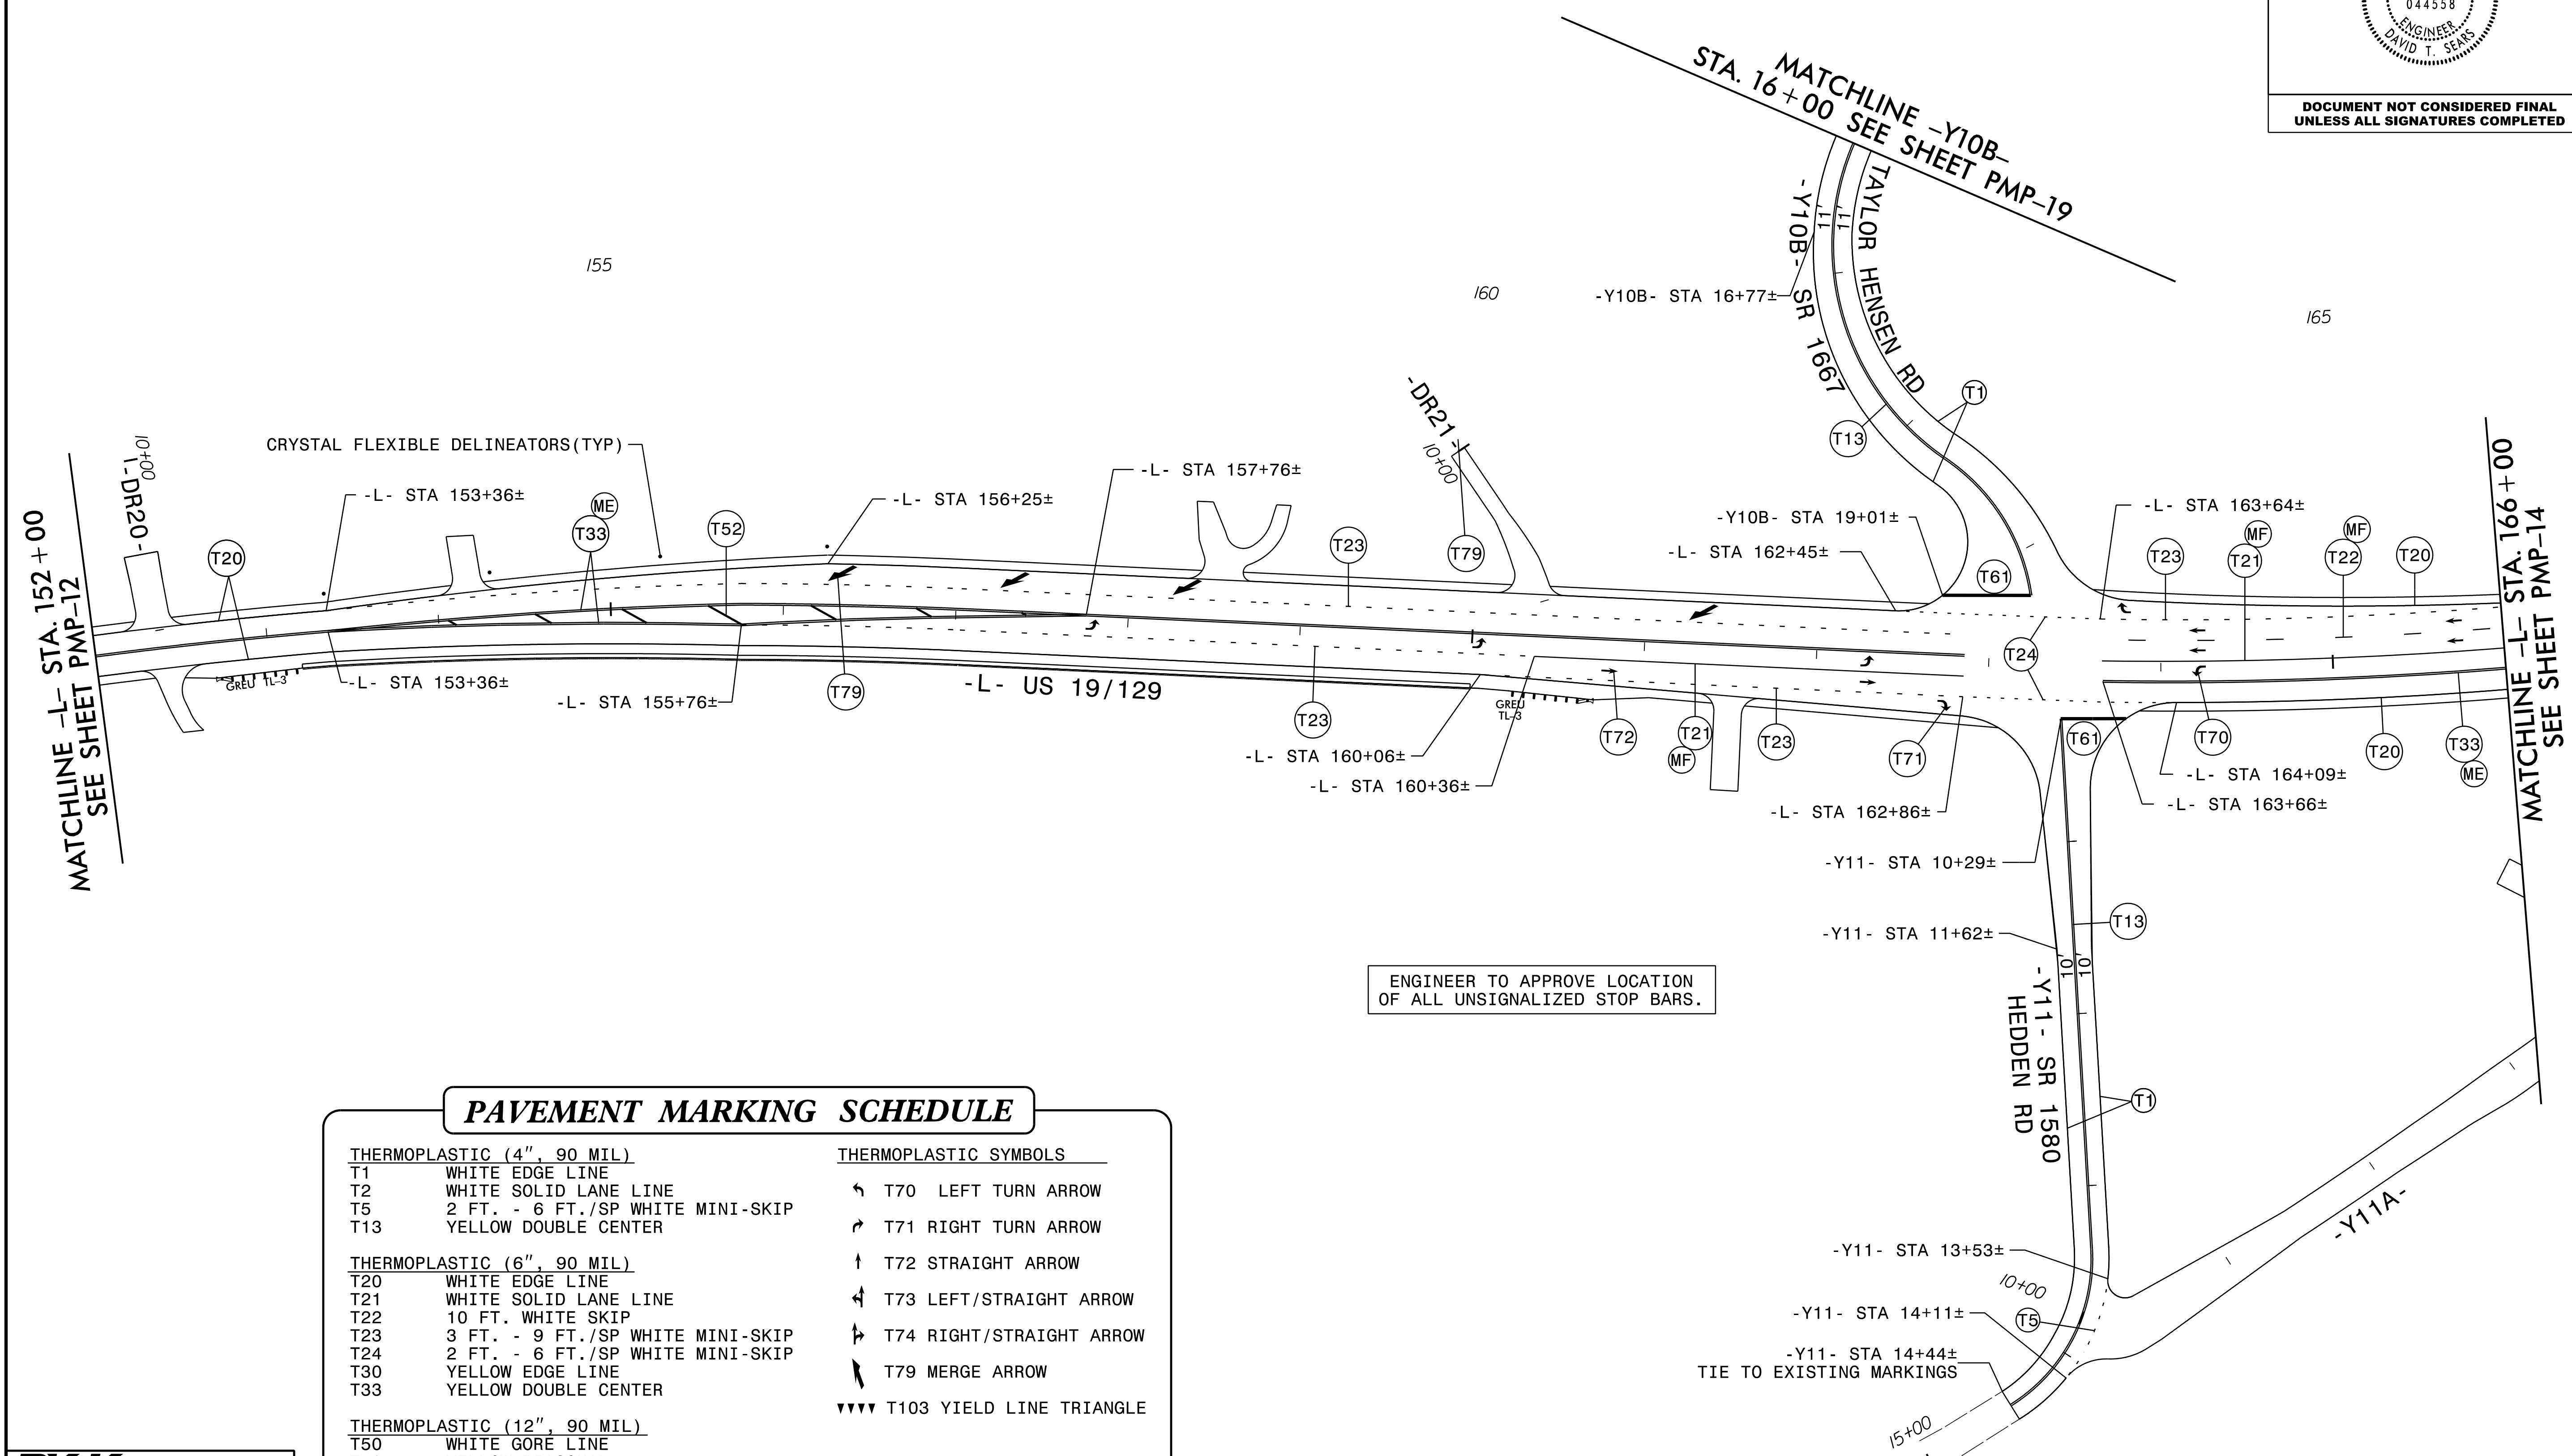 044558
ENGINEER
DAVID T. SEARS
DOCUMENT NOT CONSIDERED FINAL
UNLESS ALL SIGNATURES COMPLETED
MATCHLINE -Y10B-
STA. 16+00 SEE SHEET PMP-19
-Y10B- SR 1667
TAYLOR HENSEN RD
11'
11'
155
160
165
-Y10B- STA 16+77±
T1
T13
MATCHLINE -L- STA. 152+00
SEE SHEET PMP-12
-DR20-
10+00
CRYSTAL FLEXIBLE DELINEATORS(TYP)
-L- STA 153+36±
T20
ME
T33
T52
-L- STA 156+25±
-L- STA 157+76±
-DR21-
10+00
T23
T79
-Y10B- STA 19+01±
-L- STA 162+45±
T61
-L- STA 163+64±
T23
MF
T21
MF
T22
T20
MATCHLINE -L- STA. 166+00
SEE SHEET PMP-14
GREU TL-3
-L- STA 153+36±
-L- STA 155+76±
T79
-L- US 19/129
T23
GREU
TL-3
T24
T72
T21
MF
T23
T71
T61
T70
T20
T33
ME
-L- STA 160+06±
-L- STA 160+36±
-L- STA 162+86±
-L- STA 164+09±
-L- STA 163+66±
-Y11- STA 10+29±
T13
-Y11- STA 11+62±
10'
10'
ENGINEER TO APPROVE LOCATION
OF ALL UNSIGNALIZED STOP BARS.
-Y11- SR 1580
HEDDEN RD
T1
-Y11A-
-Y11- STA 13+53±
10+00
-Y11- STA 14+11±
T5
-Y11- STA 14+44±
TIE TO EXISTING MARKINGS
15+00
PAVEMENT MARKING SCHEDULE
THERMOPLASTIC (4", 90 MIL)
T1 WHITE EDGE LINE
T2 WHITE SOLID LANE LINE
T5 2 FT. - 6 FT./SP WHITE MINI-SKIP
T13 YELLOW DOUBLE CENTER
THERMOPLASTIC (6", 90 MIL)
T20 WHITE EDGE LINE
T21 WHITE SOLID LANE LINE
T22 10 FT. WHITE SKIP
T23 3 FT. - 9 FT./SP WHITE MINI-SKIP
T24 2 FT. - 6 FT./SP WHITE MINI-SKIP
T30 YELLOW EDGE LINE
T33 YELLOW DOUBLE CENTER
THERMOPLASTIC (12", 90 MIL)
T50 WHITE GORE LINE
THERMOPLASTIC SYMBOLS
T70 LEFT TURN ARROW
T71 RIGHT TURN ARROW
T72 STRAIGHT ARROW
T73 LEFT/STRAIGHT ARROW
T74 RIGHT/STRAIGHT ARROW
T79 MERGE ARROW
T103 YIELD LINE TRIANGLE